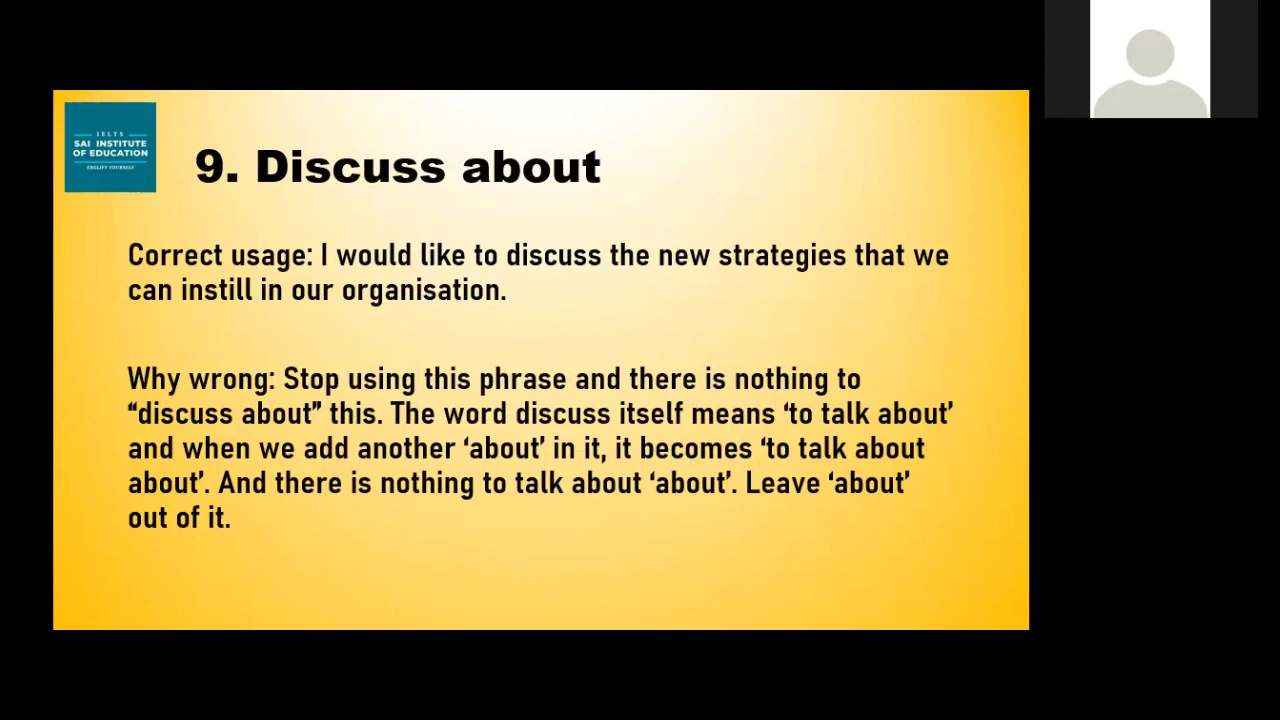 IELTS
SAI INSTITUTE
OF EDUCATION
ENGLIFY YOURSELF
9. Discuss about
Correct usage: I would like to discuss the new strategies that we
can instill in our organisation.
Why wrong: Stop using this phrase and there is nothing to
“discuss about” this. The word discuss itself means ‘to talk about’
and when we add another ‘about’ in it, it becomes ‘to talk about
about’. And there is nothing to talk about ‘about’. Leave ‘about’
out of it.